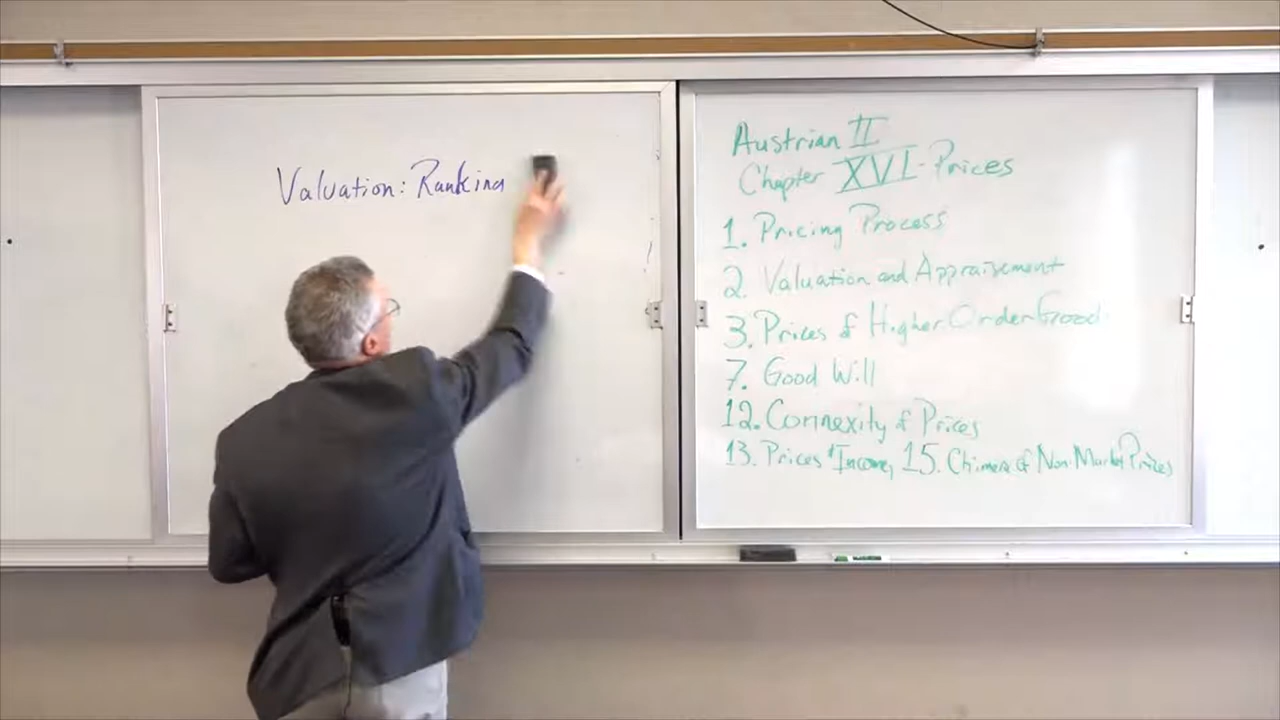 Valuation: Ranking
Austrian II
Chapter XVI - Prices
1. Pricing Process
2. Valuation and Appraisement
3. Prices of Higher Order Good
7. Good Will
12. Connexity of Prices
13. Prices + Income, 15. Chimera of Non-Market Prices